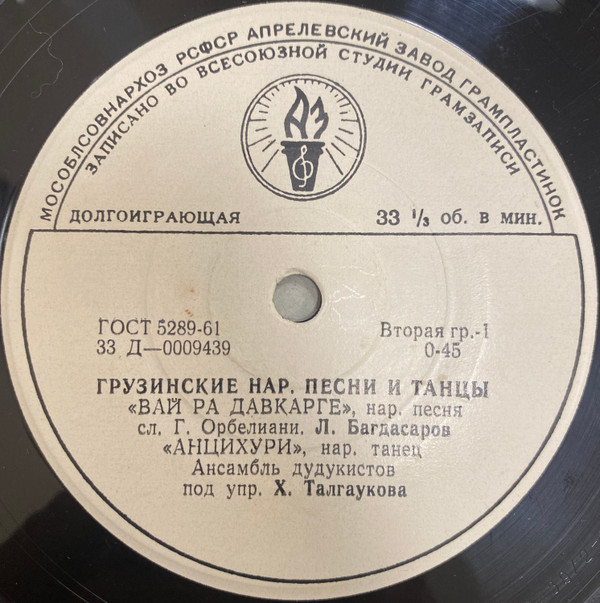 МОСОБЛСОВНАРХОЗ РСФСР АПРЕЛЕВСКИЙ ЗАВОД ГРАМПЛАСТИНОК
ЗАПИСАНО ВО ВСЕСОЮЗНОЙ СТУДИИ ГРАМЗАПИСИ
АЗ
ДОЛГОИГРАЮЩАЯ 33 1/3 об. в мин.
ГОСТ 5289-61 Вторая гр.-1
33 Д—0009439 0-45
ГРУЗИНСКИЕ НАР. ПЕСНИ И ТАНЦЫ
«ВАЙ РА ДАВКАРГЕ», нар. песня
сл. Г. Орбелиани. Л. Багдасаров
«АНЦИХУРИ», нар. танец
Ансамбль дудукистов
под упр. Х. Талгаукова